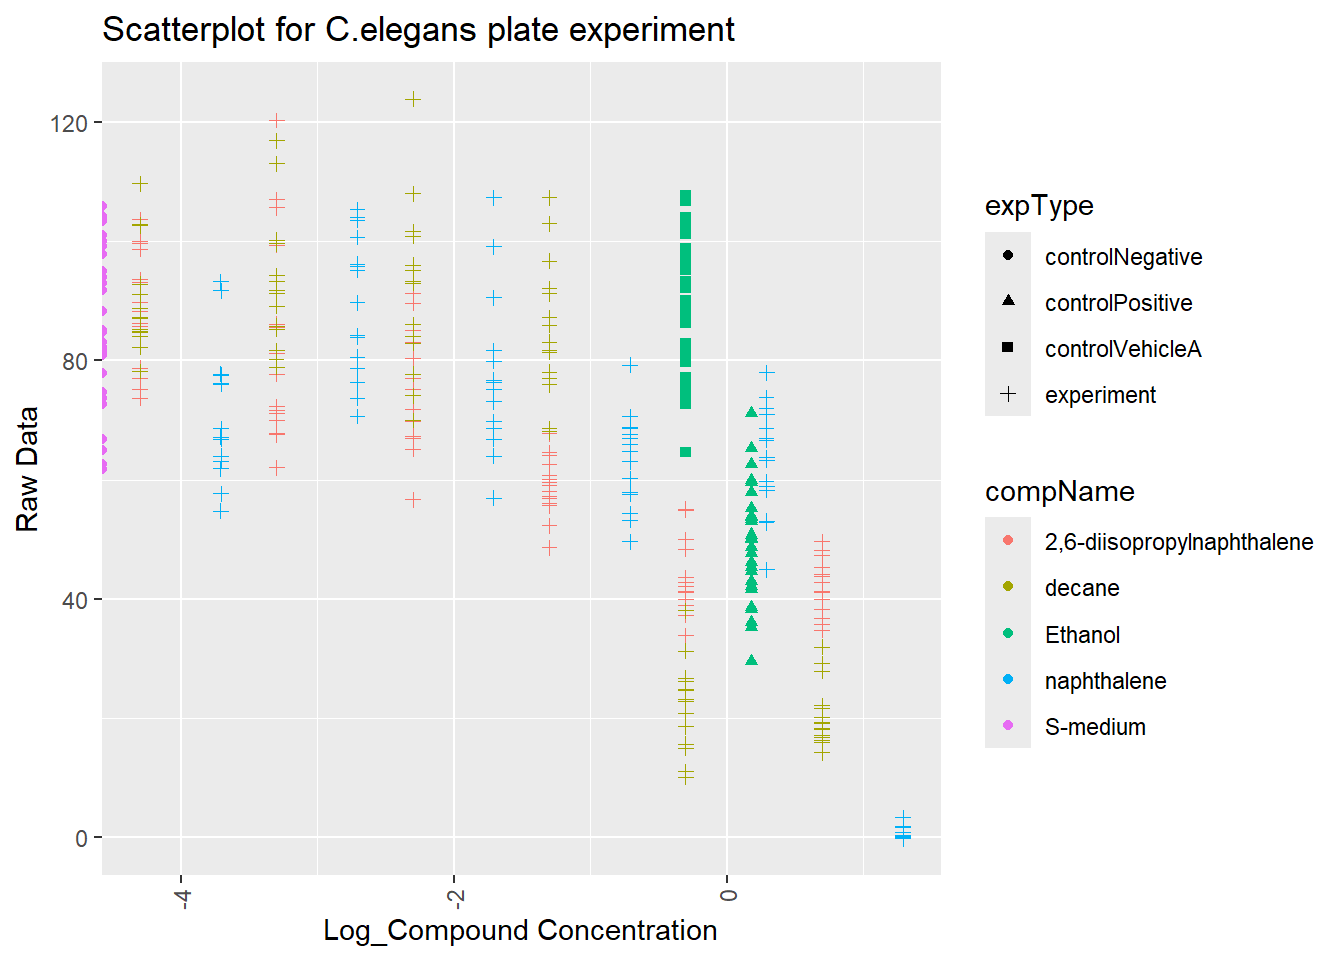 Scatterplot for C.elegans plate experiment
Raw Data
120
80
40
0
-4
-2
0
Log_Compound Concentration
expType
controlNegative
controlPositive
controlVehicleA
experiment
compName
2,6-diisopropylnaphthalene
decane
Ethanol
naphthalene
S-medium